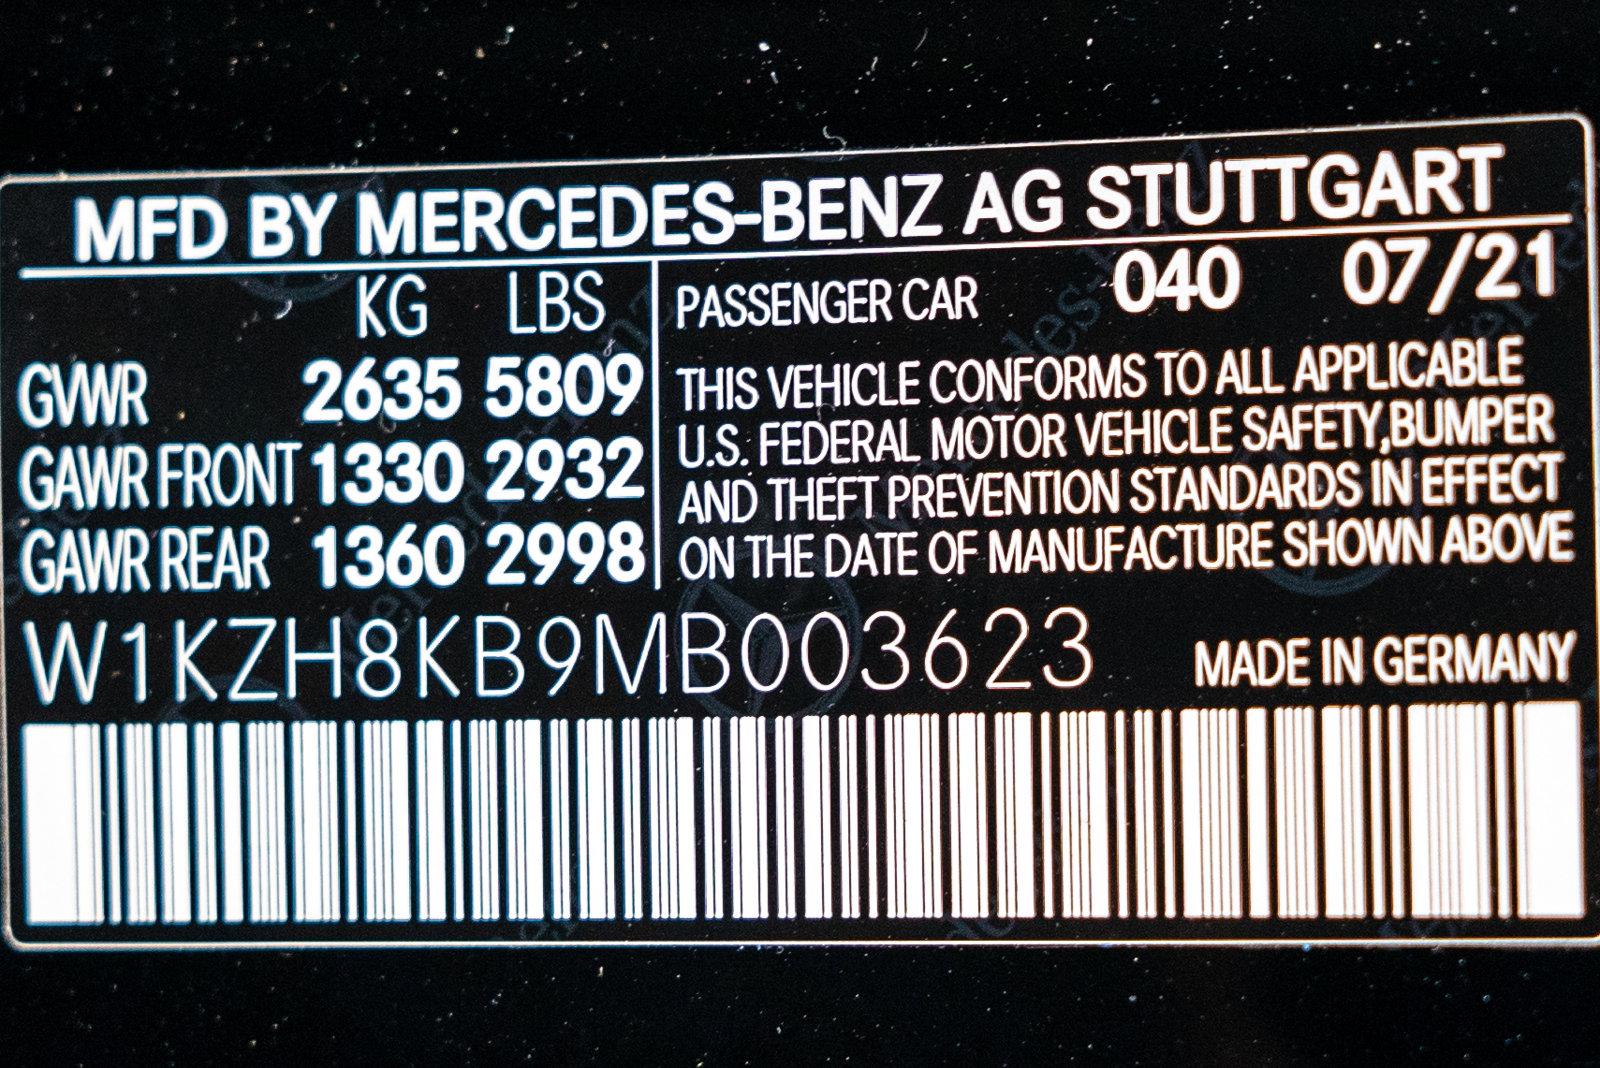 MFD BY MERCEDES-BENZ AG STUTTGART
KG LBS
GVWR 2635 5809
GAWR FRONT 1330 2932
GAWR REAR 1360 2998
PASSENGER CAR 040 07/21
THIS VEHICLE CONFORMS TO ALL APPLICABLE
U.S. FEDERAL MOTOR VEHICLE SAFETY,BUMPER
AND THEFT PREVENTION STANDARDS IN EFFECT
ON THE DATE OF MANUFACTURE SHOWN ABOVE
W1KZH8KB9MB003623
MADE IN GERMANY